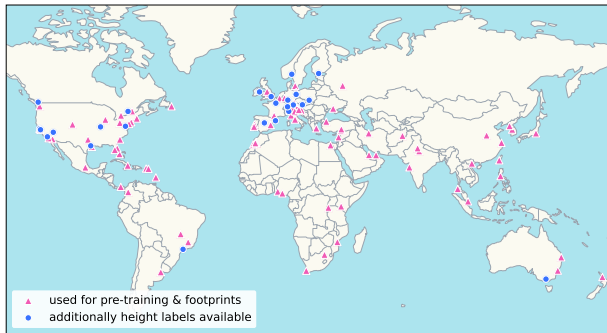 used for pre-training & footprints
additionally height labels available